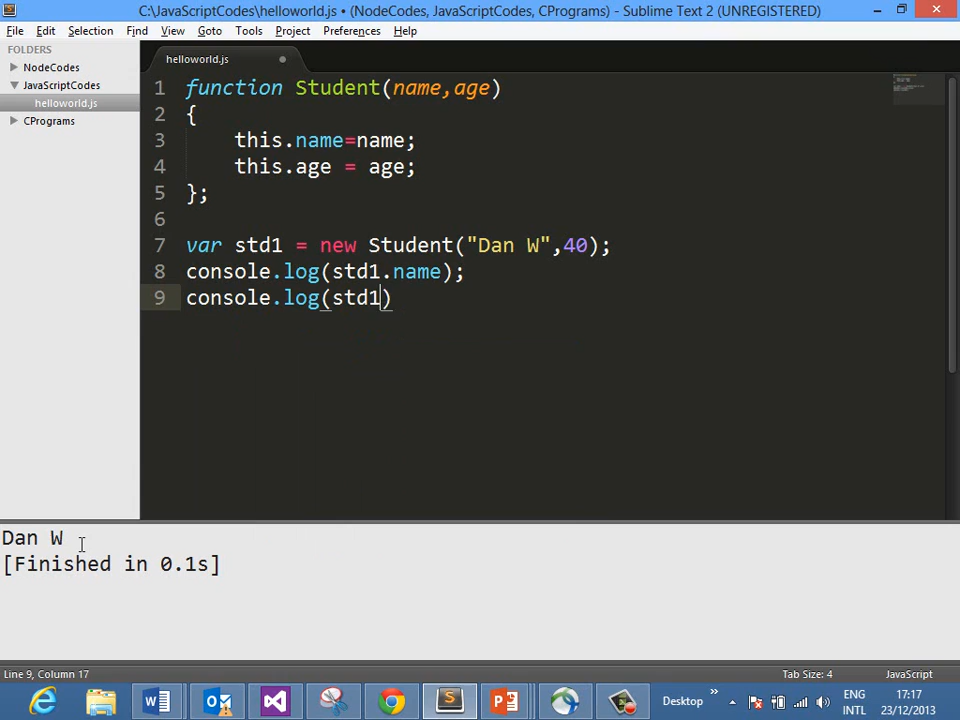 C:\JavaScriptCodes\helloworld.js • (NodeCodes, JavaScriptCodes, CPrograms) - Sublime Text 2 (UNREGISTERED)
File Edit Selection Find View Goto Tools Project Preferences Help
FOLDERS
NodeCodes
JavaScriptCodes
helloworld.js
CPrograms
helloworld.js
1 function Student(name,age)
2 {
3     this.name=name;
4     this.age = age;
5 };
6
7 var std1 = new Student("Dan W",40);
8 console.log(std1.name);
9 console.log(std1)
Dan W
[Finished in 0.1s]
Line 9, Column 17
Tab Size: 4
JavaScript
Desktop
ENG
INTL
17:17
23/12/2013